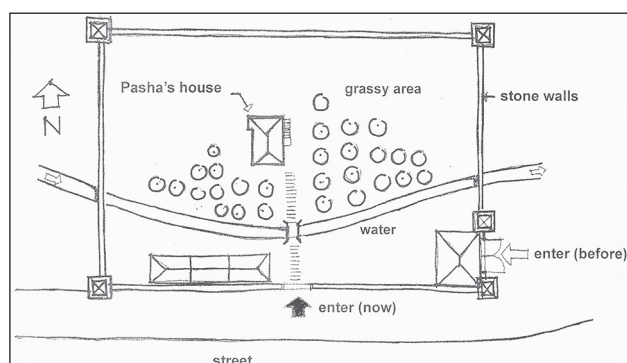 Pasha's house
grassy area
stone walls
N
water
enter (before)
enter (now)
street